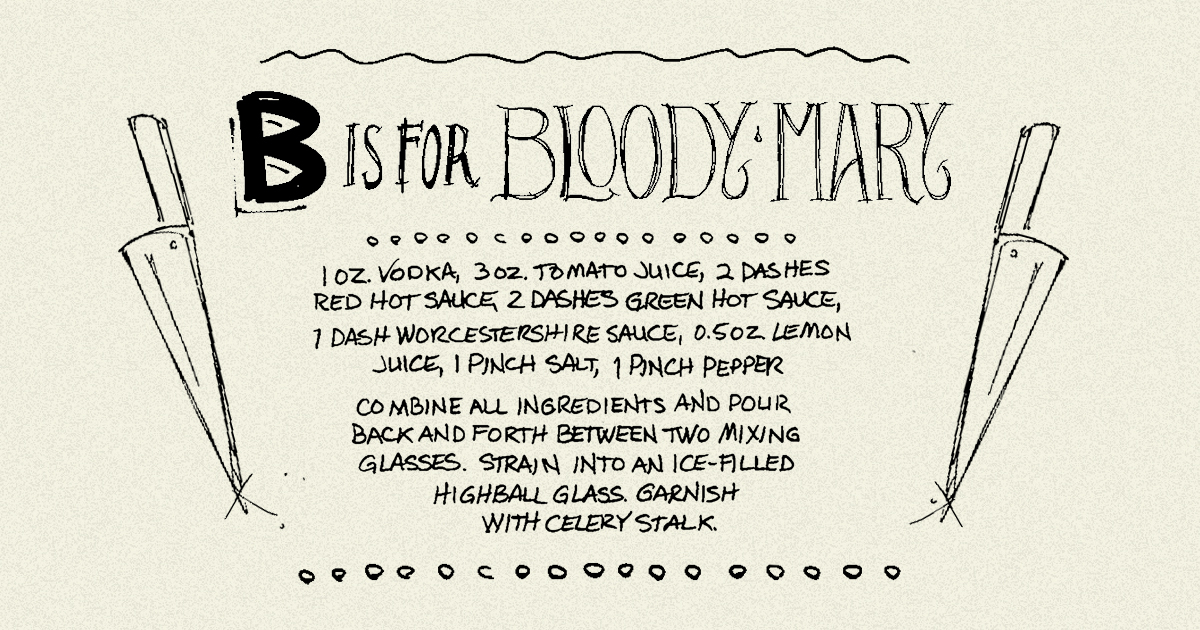 B IS FOR BLOODY MARY
1 OZ. VODKA, 3 OZ. TOMATO JUICE, 2 DASHES
RED HOT SAUCE, 2 DASHES GREEN HOT SAUCE,
1 DASH WORCESTERSHIRE SAUCE, 0.5 OZ LEMON
JUICE, 1 PINCH SALT, 1 PINCH PEPPER
COMBINE ALL INGREDIENTS AND POUR
BACK AND FORTH BETWEEN TWO MIXING
GLASSES. STRAIN INTO AN ICE-FILLED
HIGHBALL GLASS. GARNISH
WITH CELERY STALK.